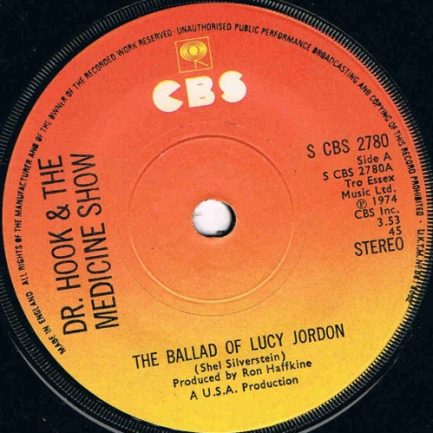 ALL RIGHTS OF THE MANUFACTURER AND OF THE OWNER OF THE RECORDED WORK RESERVED · UNAUTHORISED PUBLIC PERFORMANCE BROADCASTING AND COPYING OF THIS RECORD PROHIBITED ·
MADE IN ENGLAND
CBS
DR. HOOK & THE
MEDICINE SHOW
S CBS 2780
Side A
S CBS 2780A
Tro Essex
Music Ltd.
Ⓟ 1974
CBS Inc.
3.53
45
STEREO
THE BALLAD OF LUCY JORDON
(Shel Silverstein)
Produced by Ron Haffkine
A U.S.A. Production